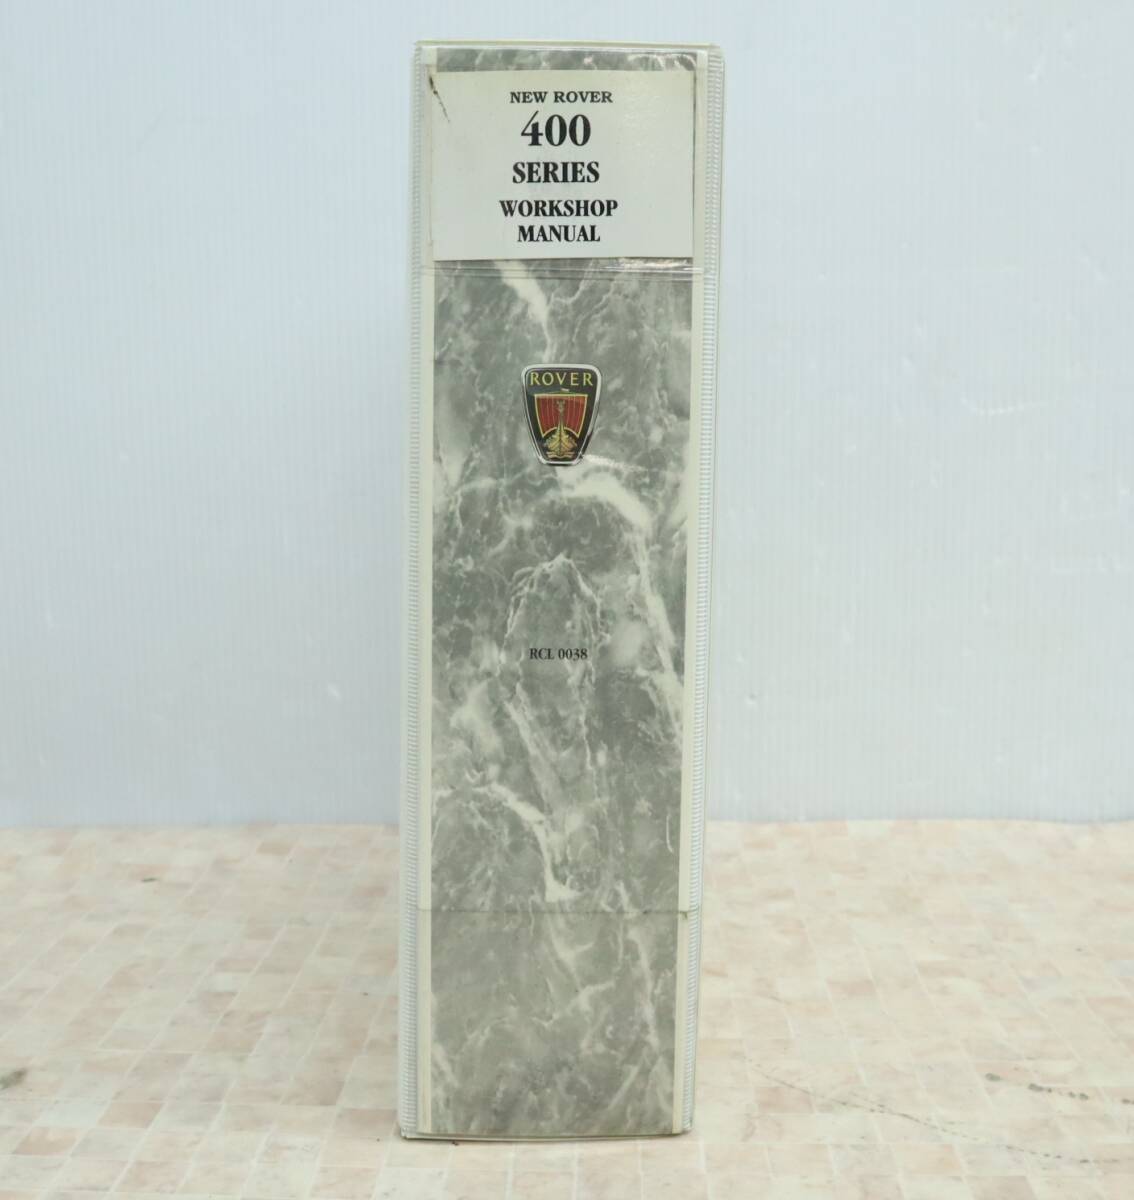 NEW ROVER
400
SERIES
WORKSHOP
MANUAL
ROVER
RCL 0038